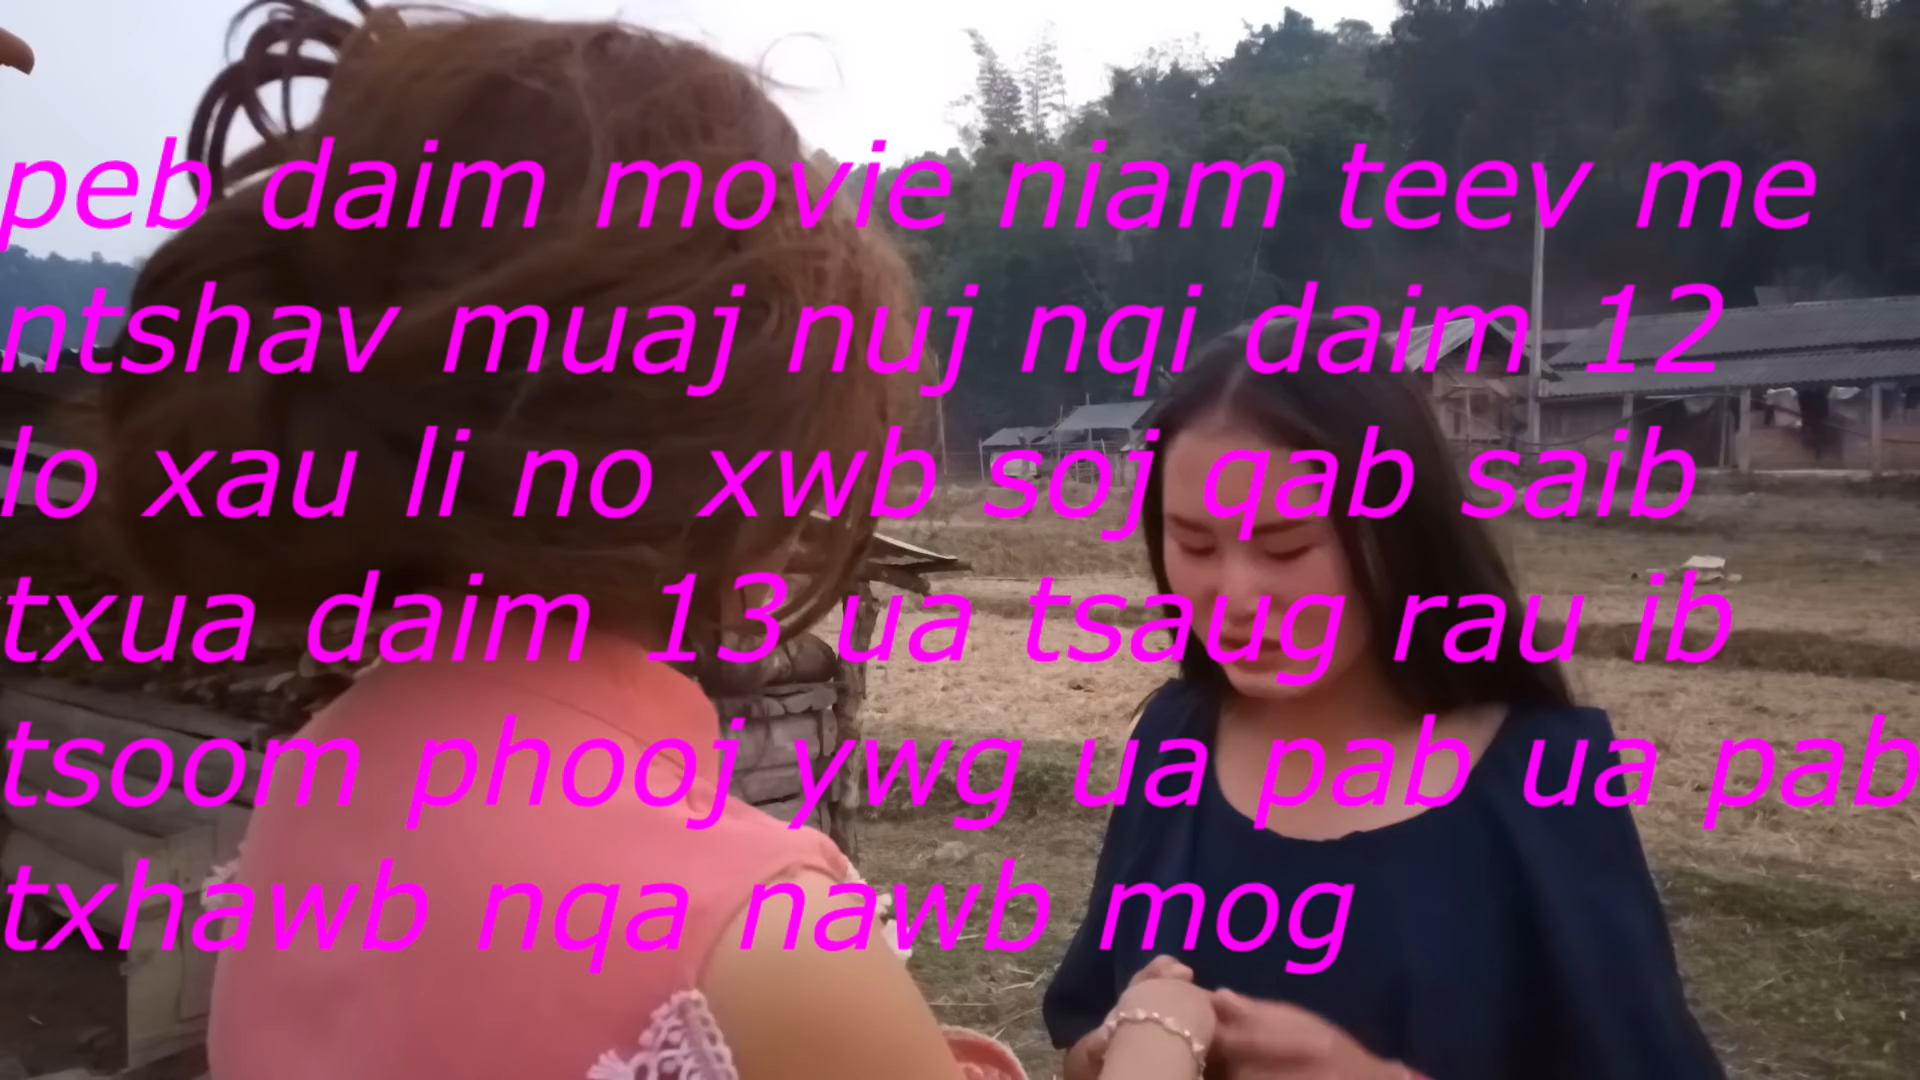 peb daim movie niam teev me
ntshav muaj nuj nqi daim 12
lo xau li no xwb soj qab saib
txua daim 13 ua tsaug rau ib
tsoom phooj ywg ua pab ua pab
txhawb nqa nawb mog